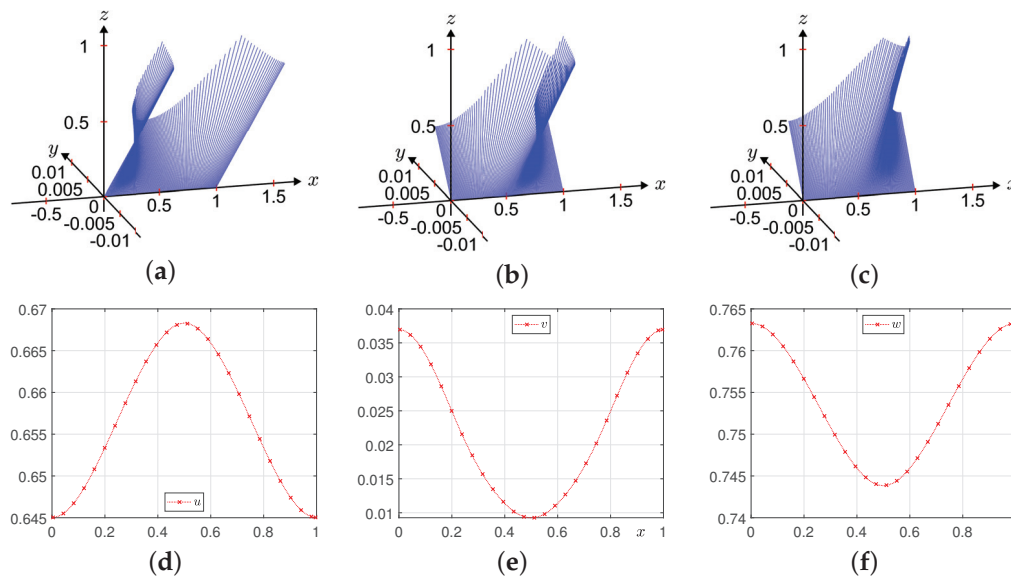 z
z
z
1
1
1
0.5
0.5
0.5
y
y
y
0.01
0.005
0.01
0.005
0.01
0.005
x
x
x
-0.5
0
0.5
1
1.5
-0.5
0
0.5
1
1.5
-0.5
0
0.5
1
1.5
-0.005
-0.01
-0.005
-0.01
-0.005
-0.01
(a)
(b)
(c)
0.67
0.665
0.66
0.655
0.65
0.645
u
0 0.2 0.4 0.6 0.8 1
(d)
0.04
0.035
0.03
0.025
0.02
0.015
0.01
v
0 0.2 0.4 0.6 0.8 x 1
(e)
0.765
0.76
0.755
0.75
0.745
0.74
w
0 0.2 0.4 0.6 0.8
(f)